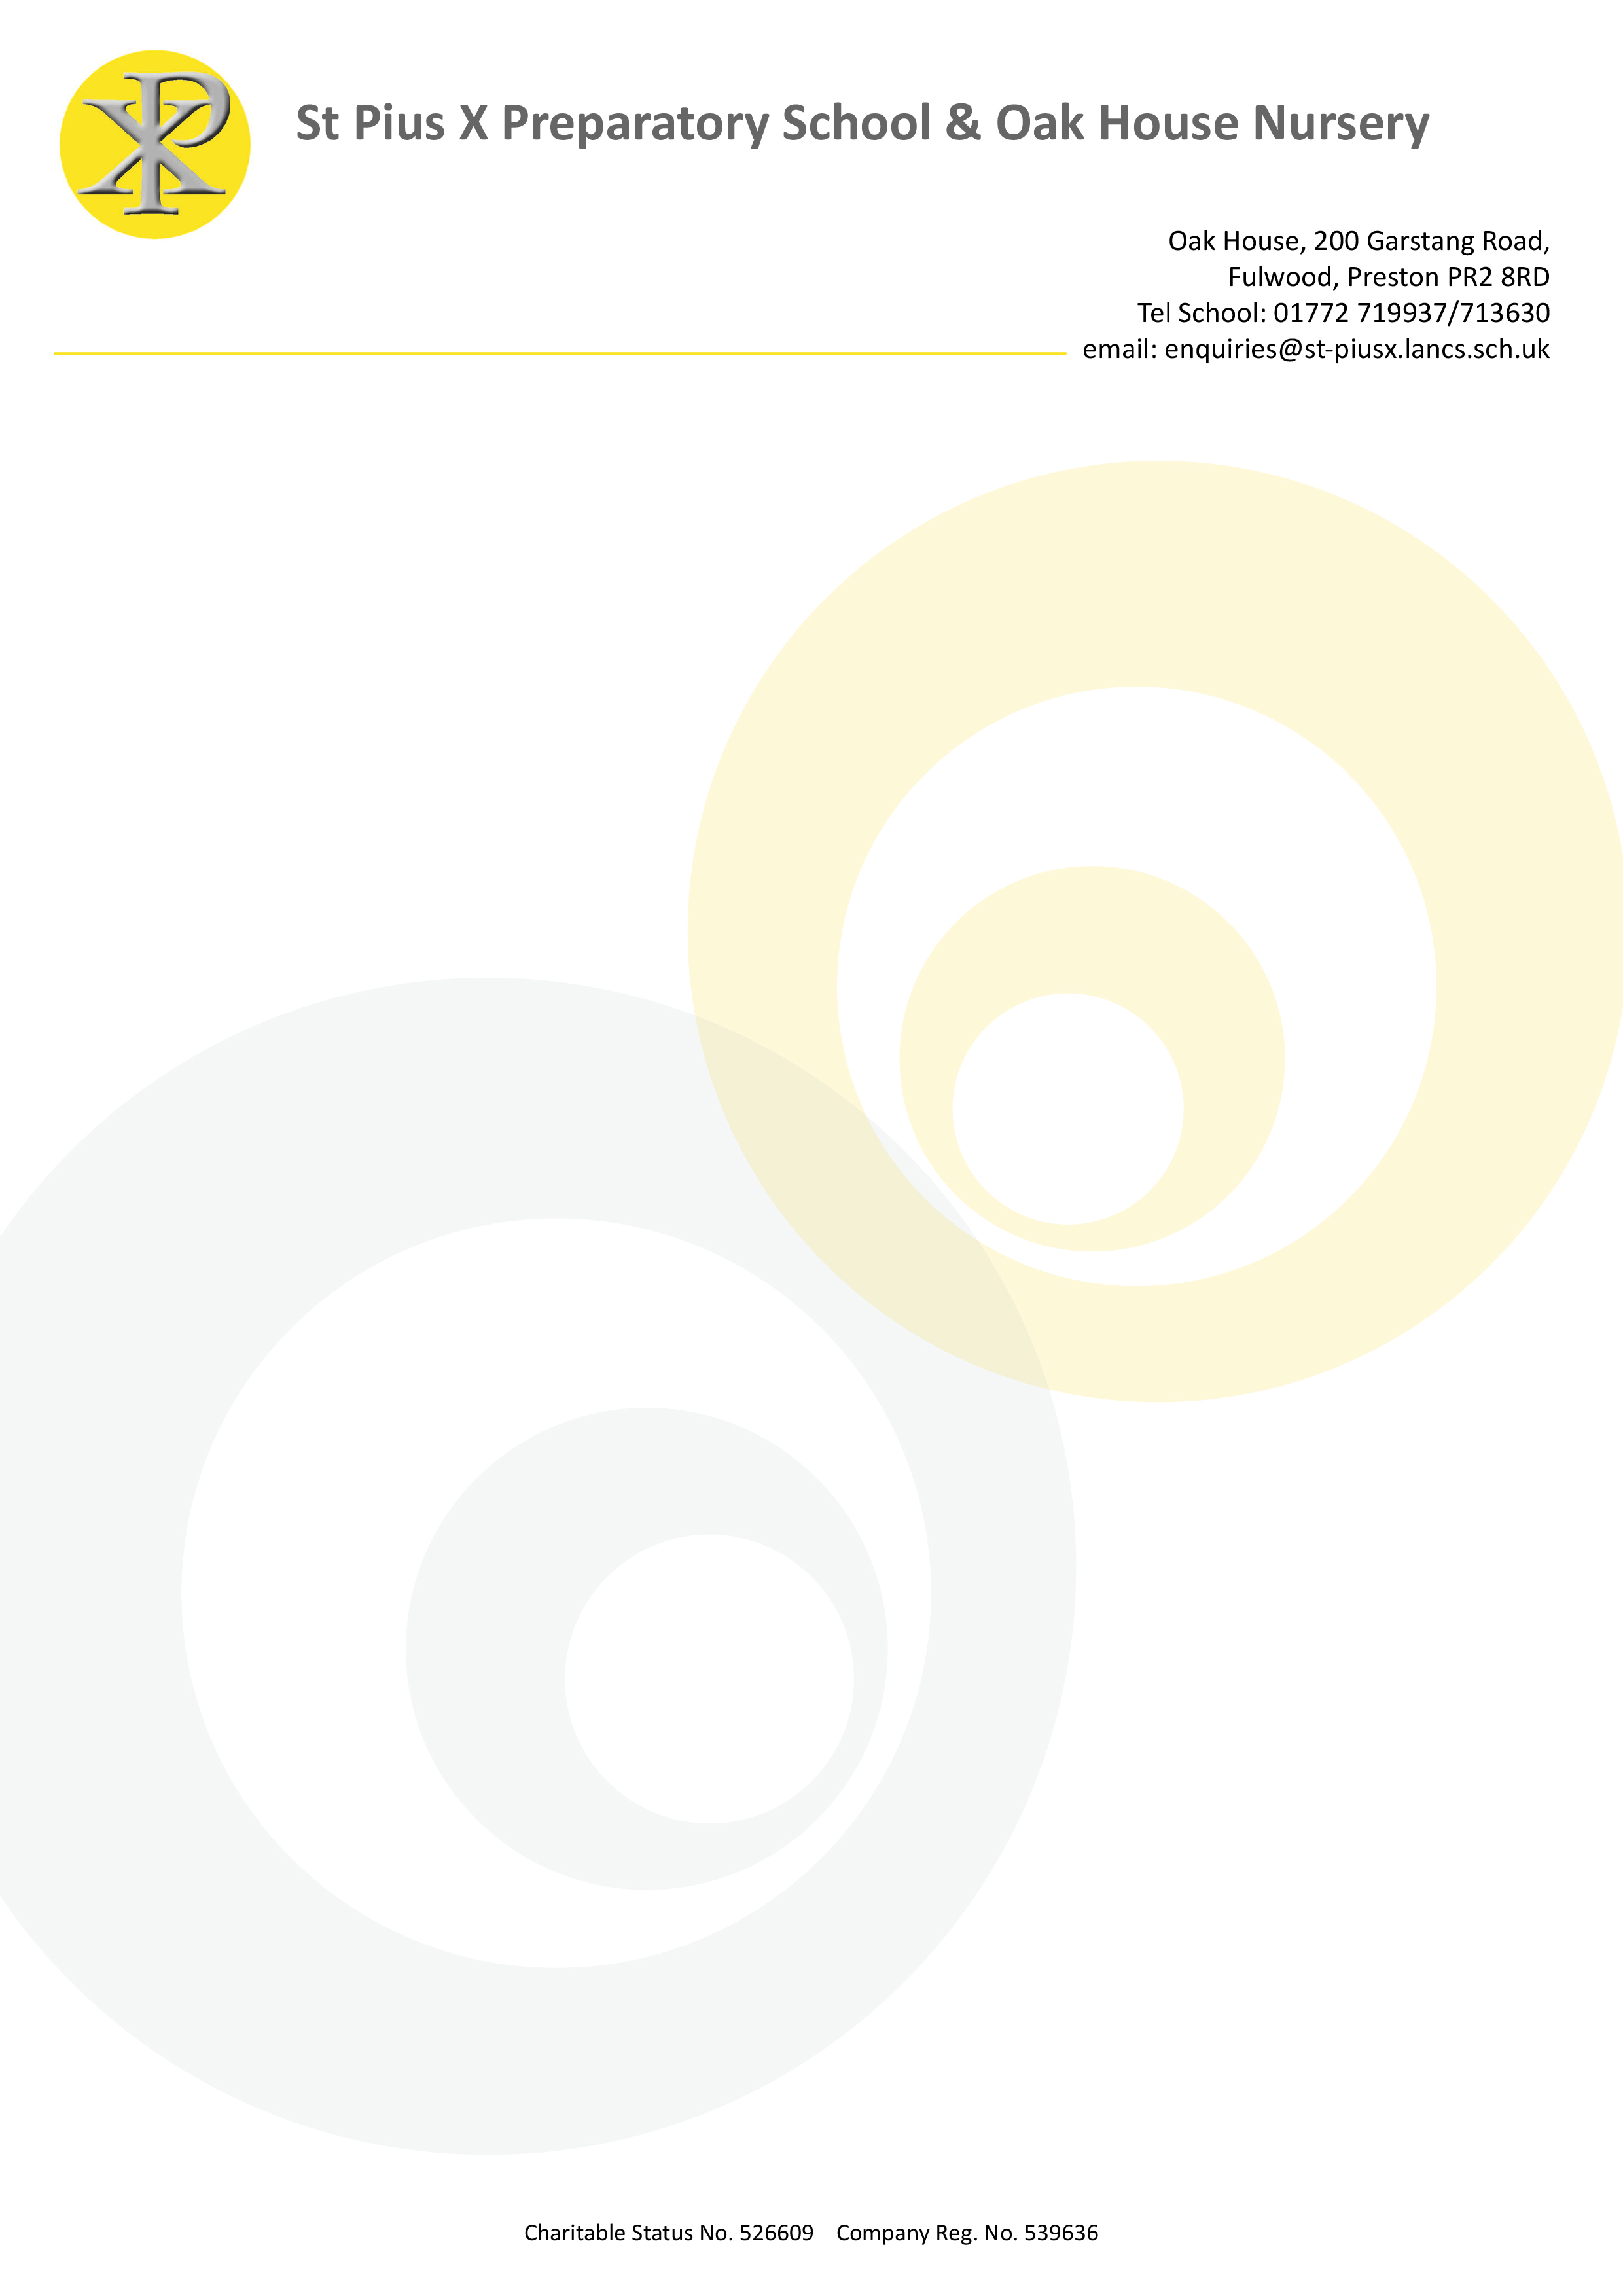 St Pius X Preparatory School & Oak House Nursery
Oak House, 200 Garstang Road,
Fulwood, Preston PR2 8RD
Tel School: 01772 719937/713630
email: enquiries@st-piusx.lancs.sch.uk
Charitable Status No. 526609    Company Reg. No. 539636